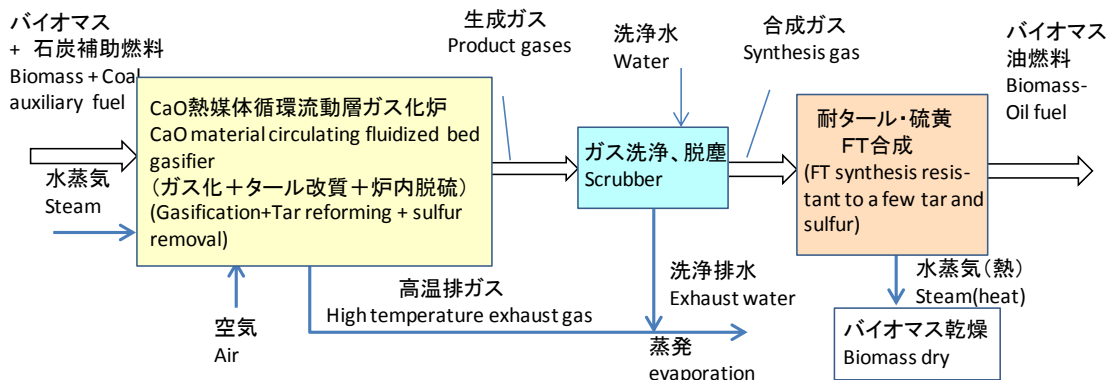 バイオマス
+ 石炭補助燃料
Biomass + Coal
auxiliary fuel
水蒸気
Steam
CaO熱媒体循環流動層ガス化炉
CaO material circulating fluidized bed
gasifier
(ガス化+タール改質+炉内脱硫)
(Gasification+Tar reforming + sulfur
removal)
空気
Air
生成ガス
Product gases
高温排ガス
High temperature exhaust gas
洗浄水
Water
ガス洗浄、脱塵
Scrubber
洗浄排水
Exhaust water
蒸発
evaporation
合成ガス
Synthesis gas
耐タール・硫黄
FT合成
(FT synthesis resis-
tant to a few tar and
sulfur)
水蒸気(熱)
Steam(heat)
バイオマス乾燥
Biomass dry
バイオマス
油燃料
Biomass-
Oil fuel